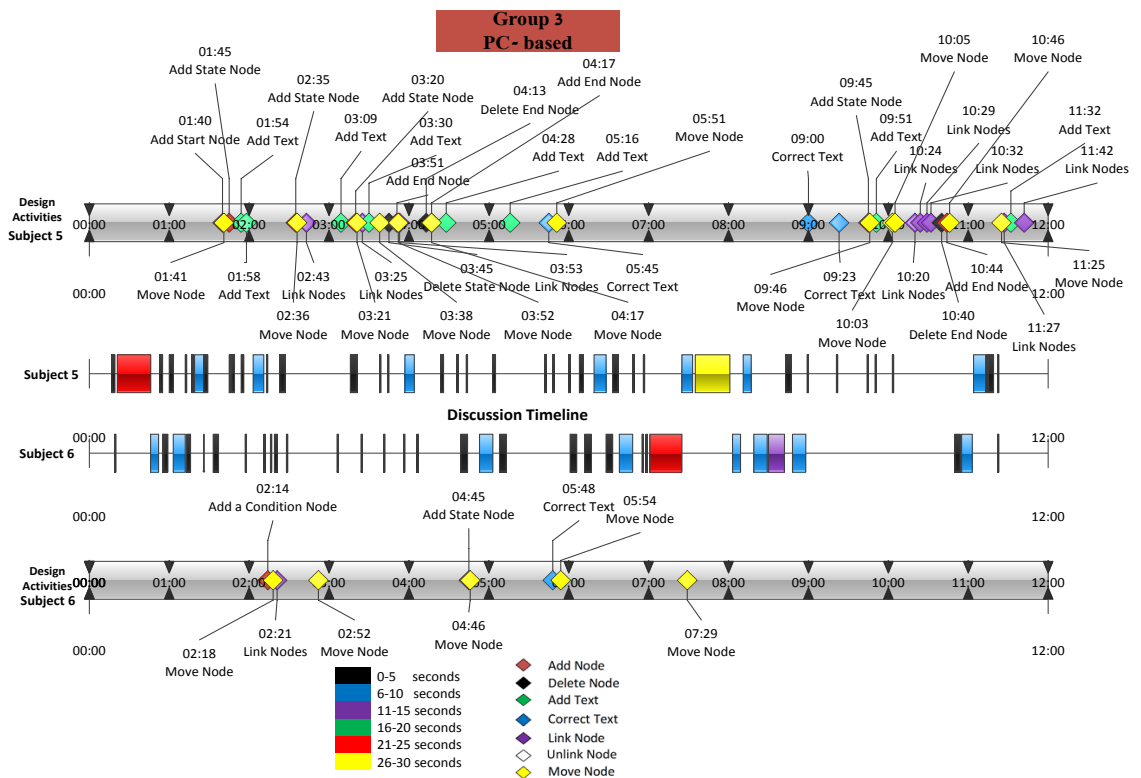 Group 3
PC- based
01:45
Add State Node
02:35
Add State Node
03:20
Add State Node
04:17
Add End Node
10:05
Move Node
10:46
Move Node
01:40
Add Start Node
01:54
Add Text
03:09
Add Text
04:13
Delete End Node
03:30
Add Text
03:51
Add End Node
04:28
Add Text
05:16
Add Text
05:51
Move Node
09:00
Correct Text
09:45
Add State Node
09:51
Add Text
10:29
Link Nodes
10:24
Link Nodes
10:32
Link Nodes
11:32
Add Text
11:42
Link Nodes
Design
Activities
Subject 5
00:00 01:00 02:00 03:00 04:00 05:00 06:00 07:00 08:00 09:00 10:00 11:00 12:00
00:00 12:00
01:41
Move Node
01:58
Add Text
02:43
Link Nodes
02:36
Move Node
03:25
Link Nodes
03:21
Move Node
03:45
Delete State Node
03:38
Move Node
03:53
Link Nodes
03:52
Move Node
05:45
Correct Text
04:17
Move Node
09:46
Move Node
09:23
Correct Text
10:03
Move Node
10:20
Link Nodes
10:44
Add End Node
10:40
Delete End Node
11:25
Move Node
11:27
Link Nodes
Subject 5
Discussion Timeline
00:00 12:00
Subject 6
00:00 12:00
02:14
Add a Condition Node
04:45
Add State Node
05:48
Correct Text
05:54
Move Node
Design
Activities
Subject 6
00:00 01:00 02:00 03:00 04:00 05:00 06:00 07:00 08:00 09:00 10:00 11:00 12:00
00:00 12:00
02:18
Move Node
02:21
Link Nodes
02:52
Move Node
04:46
Move Node
07:29
Move Node
0-5 seconds
6-10 seconds
11-15 seconds
16-20 seconds
21-25 seconds
26-30 seconds
Add Node
Delete Node
Add Text
Correct Text
Link Node
Unlink Node
Move Node